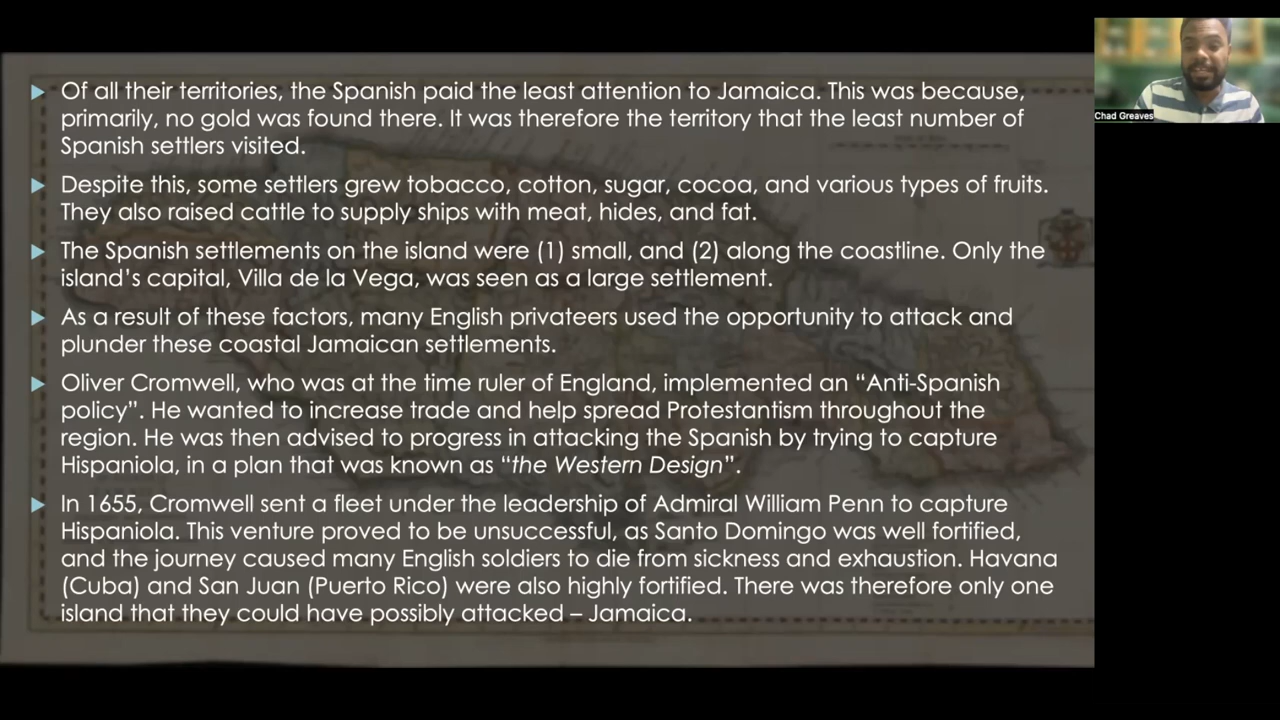 Of all their territories, the Spanish paid the least attention to Jamaica. This was because,
primarily, no gold was found there. It was therefore the territory that the least number of
Spanish settlers visited.
Despite this, some settlers grew tobacco, cotton, sugar, cocoa, and various types of fruits.
They also raised cattle to supply ships with meat, hides, and fat.
The Spanish settlements on the island were (1) small, and (2) along the coastline. Only the
island's capital, Villa de la Vega, was seen as a large settlement.
As a result of these factors, many English privateers used the opportunity to attack and
plunder these coastal Jamaican settlements.
Oliver Cromwell, who was at the time ruler of England, implemented an “Anti-Spanish
policy”. He wanted to increase trade and help spread Protestantism throughout the
region. He was then advised to progress in attacking the Spanish by trying to capture
Hispaniola, in a plan that was known as “the Western Design”.
In 1655, Cromwell sent a fleet under the leadership of Admiral William Penn to capture
Hispaniola. This venture proved to be unsuccessful, as Santo Domingo was well fortified,
and the journey caused many English soldiers to die from sickness and exhaustion. Havana
(Cuba) and San Juan (Puerto Rico) were also highly fortified. There was therefore only one
island that they could have possibly attacked – Jamaica.
Chad Greaves